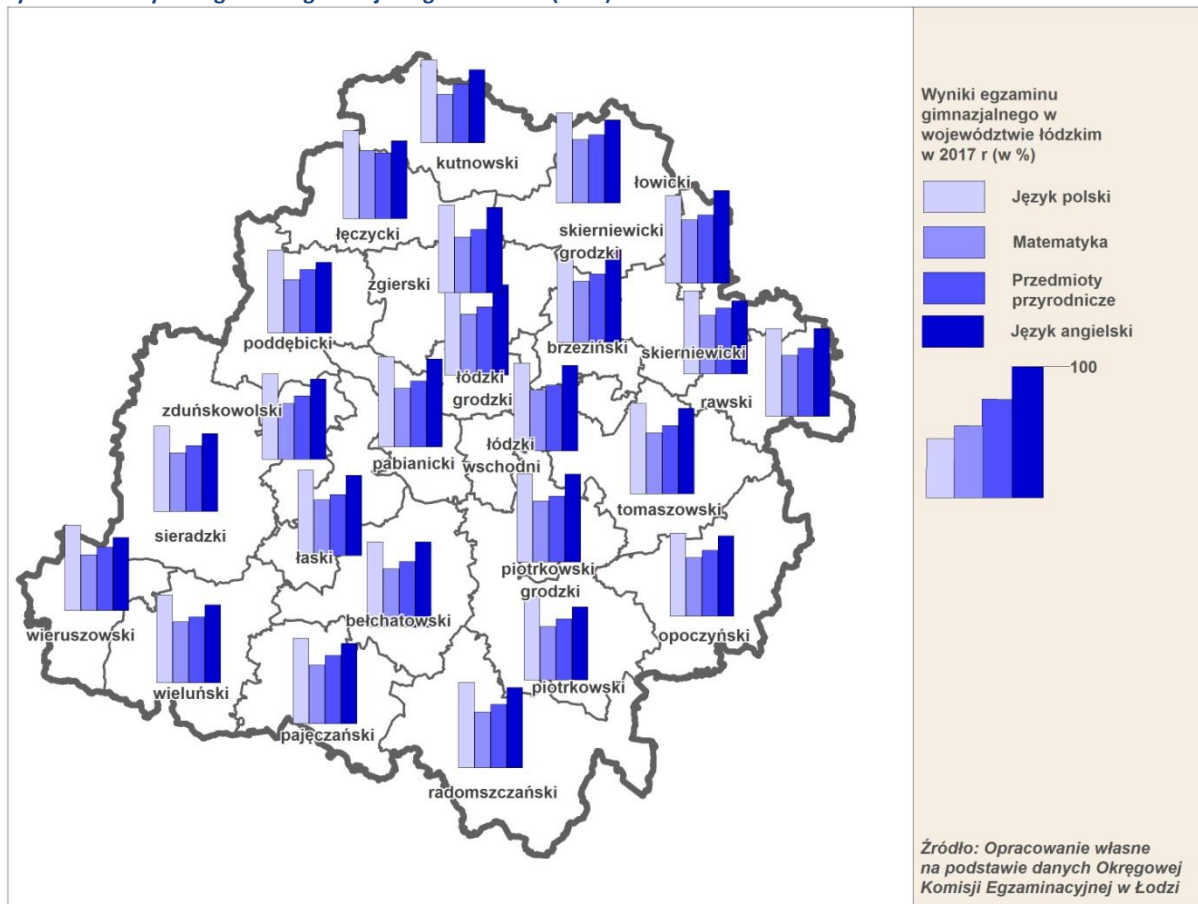 kutnowski
łowicki
łęczycki
skierniewicki
grodzki
zgierski
poddębicki
brzeziński
skierniewicki
łódzki
grodzki
rawski
zduńskowolski
łódzki
wschodni
pabianicki
tomaszowski
sieradzki
łaski
piotrkowski
grodzki
bełchatowski
opoczyński
wieruszowski
wieluński
piotrkowski
pajęczański
radomszczański
Wyniki egzaminu
gimnazjalnego w
województwie łódzkim
w 2017 r (w %)
Język polski
Matematyka
Przedmioty
przyrodnicze
Język angielski
100
Źródło: Opracowanie własne
na podstawie danych Okręgowej
Komisji Egzaminacyjnej w Łodzi